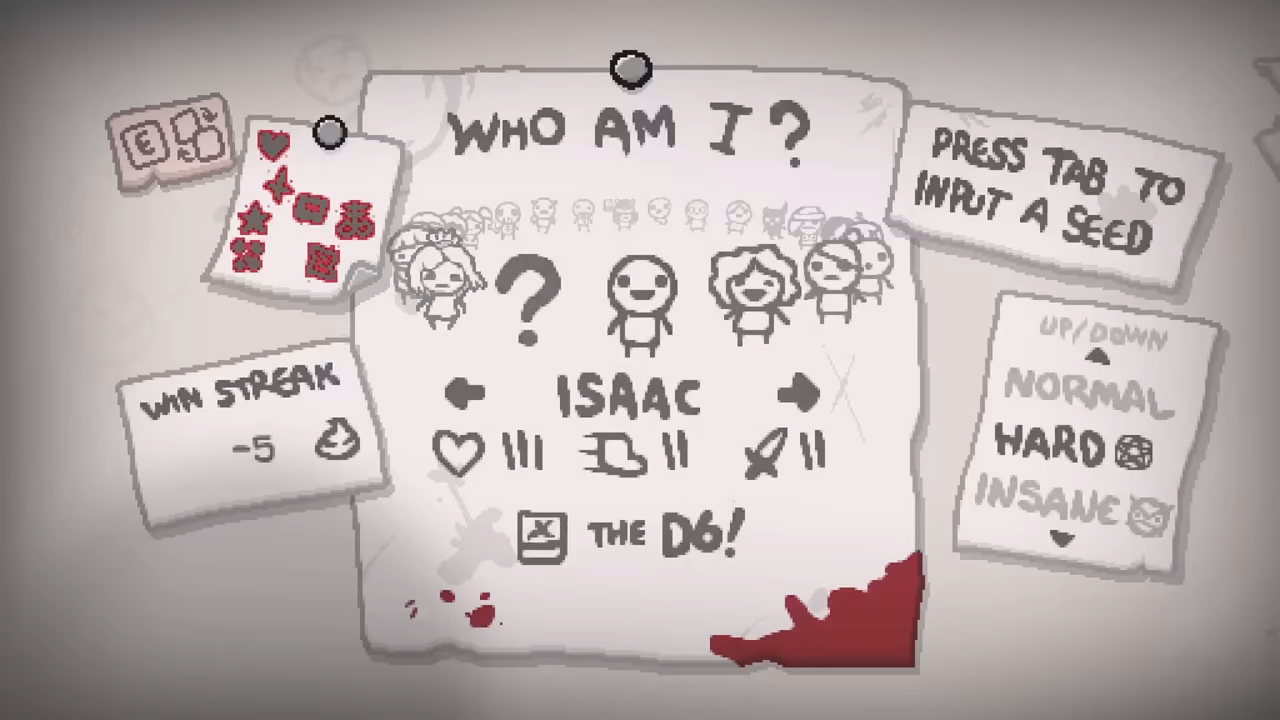 WHO AM I?
PRESS TAB TO
INPUT A SEED
E
?
WIN STREAK
-5
ISAAC
THE D6!
UP/DOWN
NORMAL
HARD
INSANE